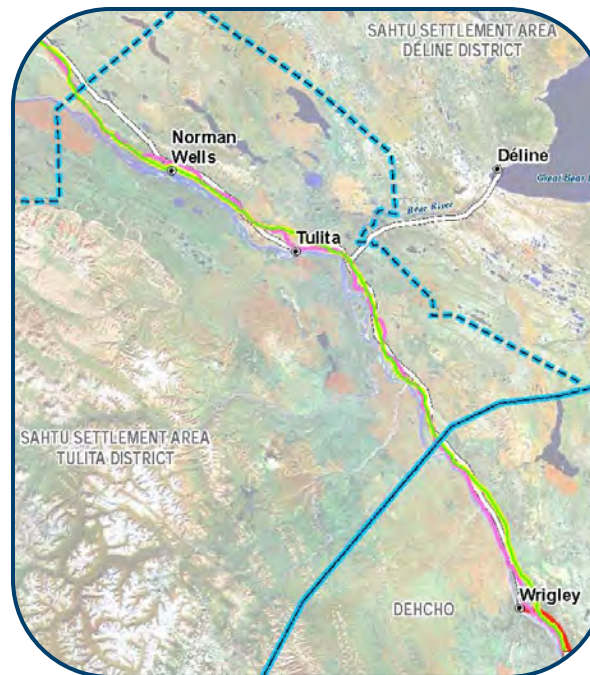 SAHTU SETTLEMENT AREA
DÉLINE DISTRICT
Norman
Wells
Déline
Great Bear
Bear River
Tulita
SAHTU SETTLEMENT AREA
TULITA DISTRICT
Wrigley
DEHCHO